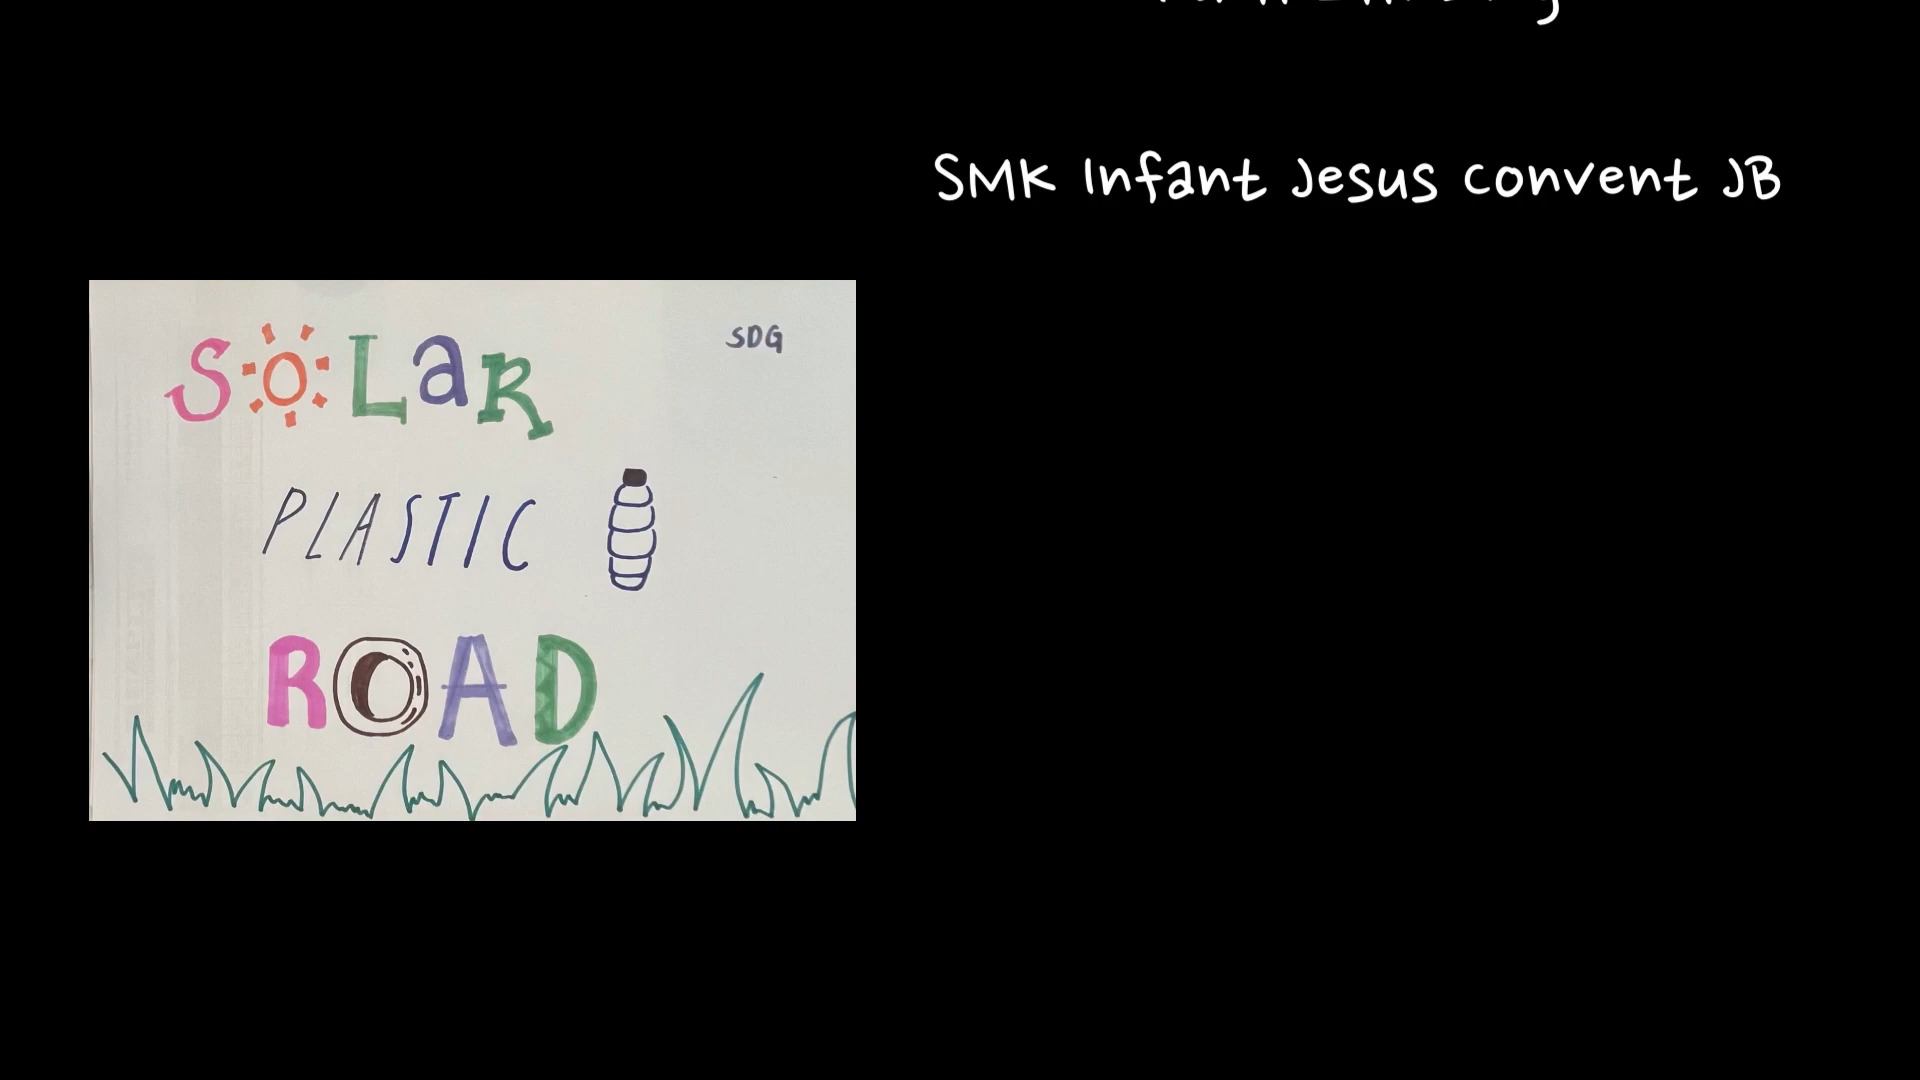 SMK Infant Jesus convent JB
SDG
SOLaR
PLASTIC
ROAD